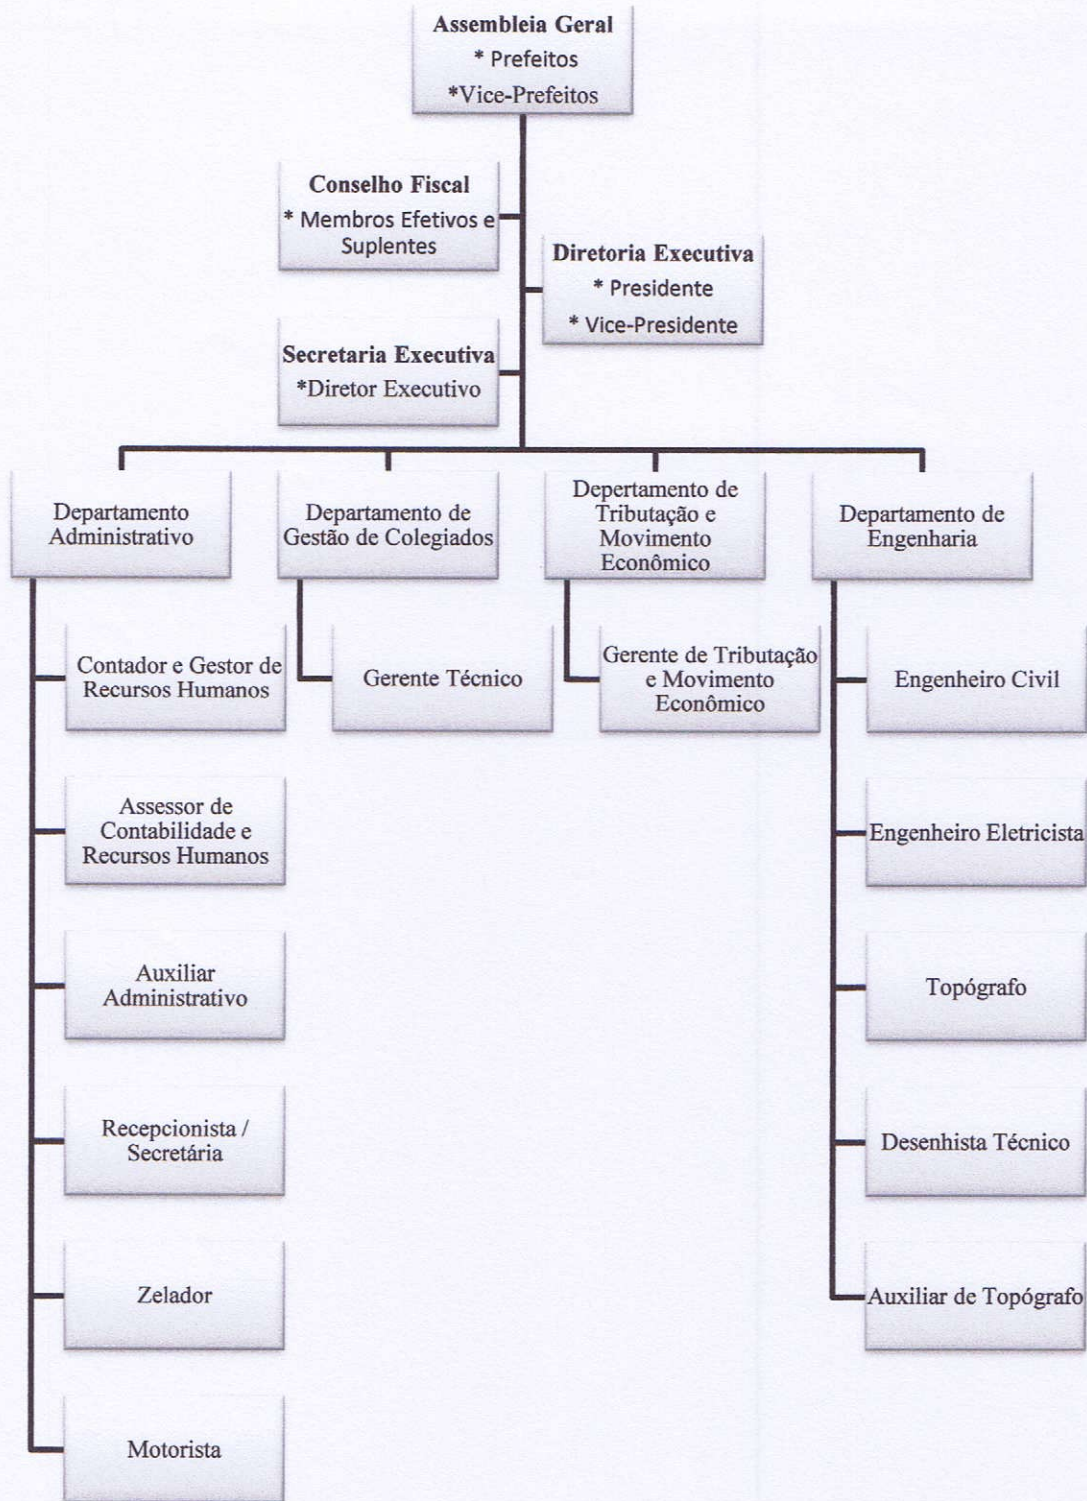 Assembleia Geral
* Prefeitos
*Vice-Prefeitos
Conselho Fiscal
* Membros Efetivos e
Suplentes
Diretoria Executiva
* Presidente
* Vice-Presidente
Secretaria Executiva
*Diretor Executivo
Departamento
Administrativo
Departamento de
Gestão de Colegiados
Depertamento de
Tributação e
Movimento
Econômico
Departamento de
Engenharia
Contador e Gestor de
Recursos Humanos
Gerente Técnico
Gerente de Tributação
e Movimento
Econômico
Engenheiro Civil
Assessor de
Contabilidade e
Recursos Humanos
Engenheiro Eletricista
Auxiliar
Administrativo
Topógrafo
Recepcionista /
Secretária
Desenhista Técnico
Zelador
Auxiliar de Topógrafo
Motorista